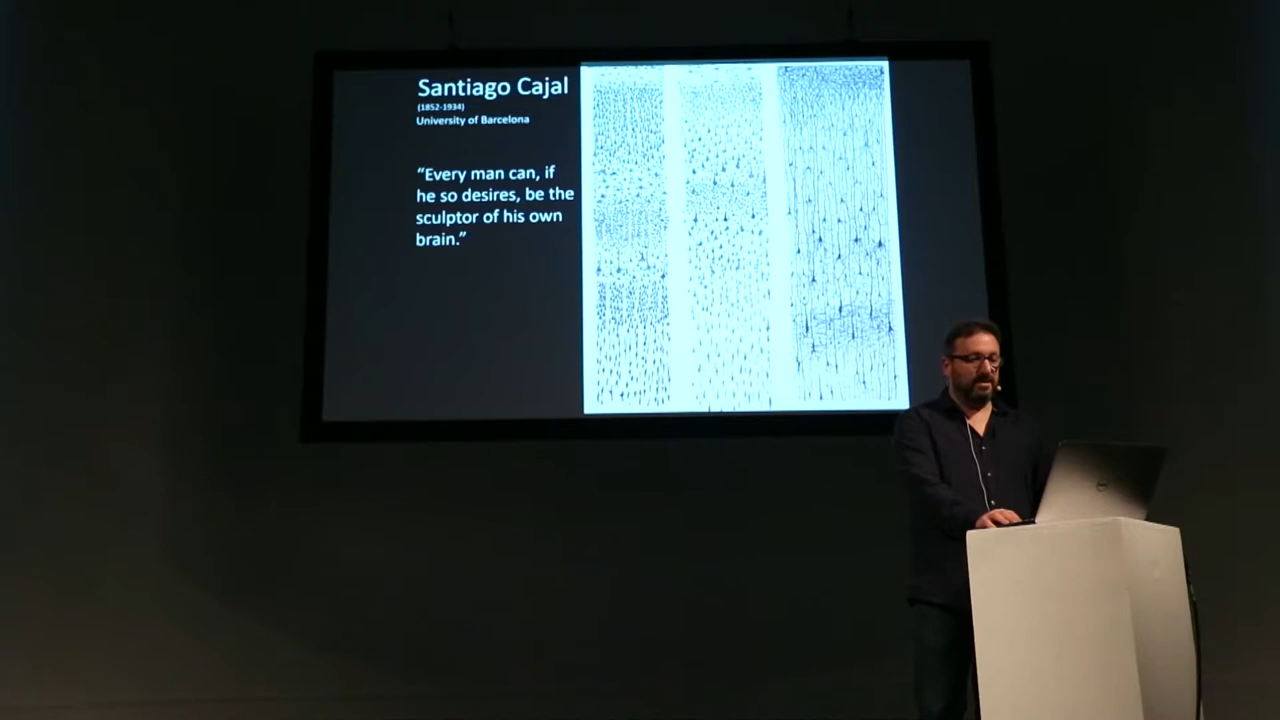 Santiago Cajal
(1852-1934)
University of Barcelona
“Every man can, if
he so desires, be the
sculptor of his own
brain.”